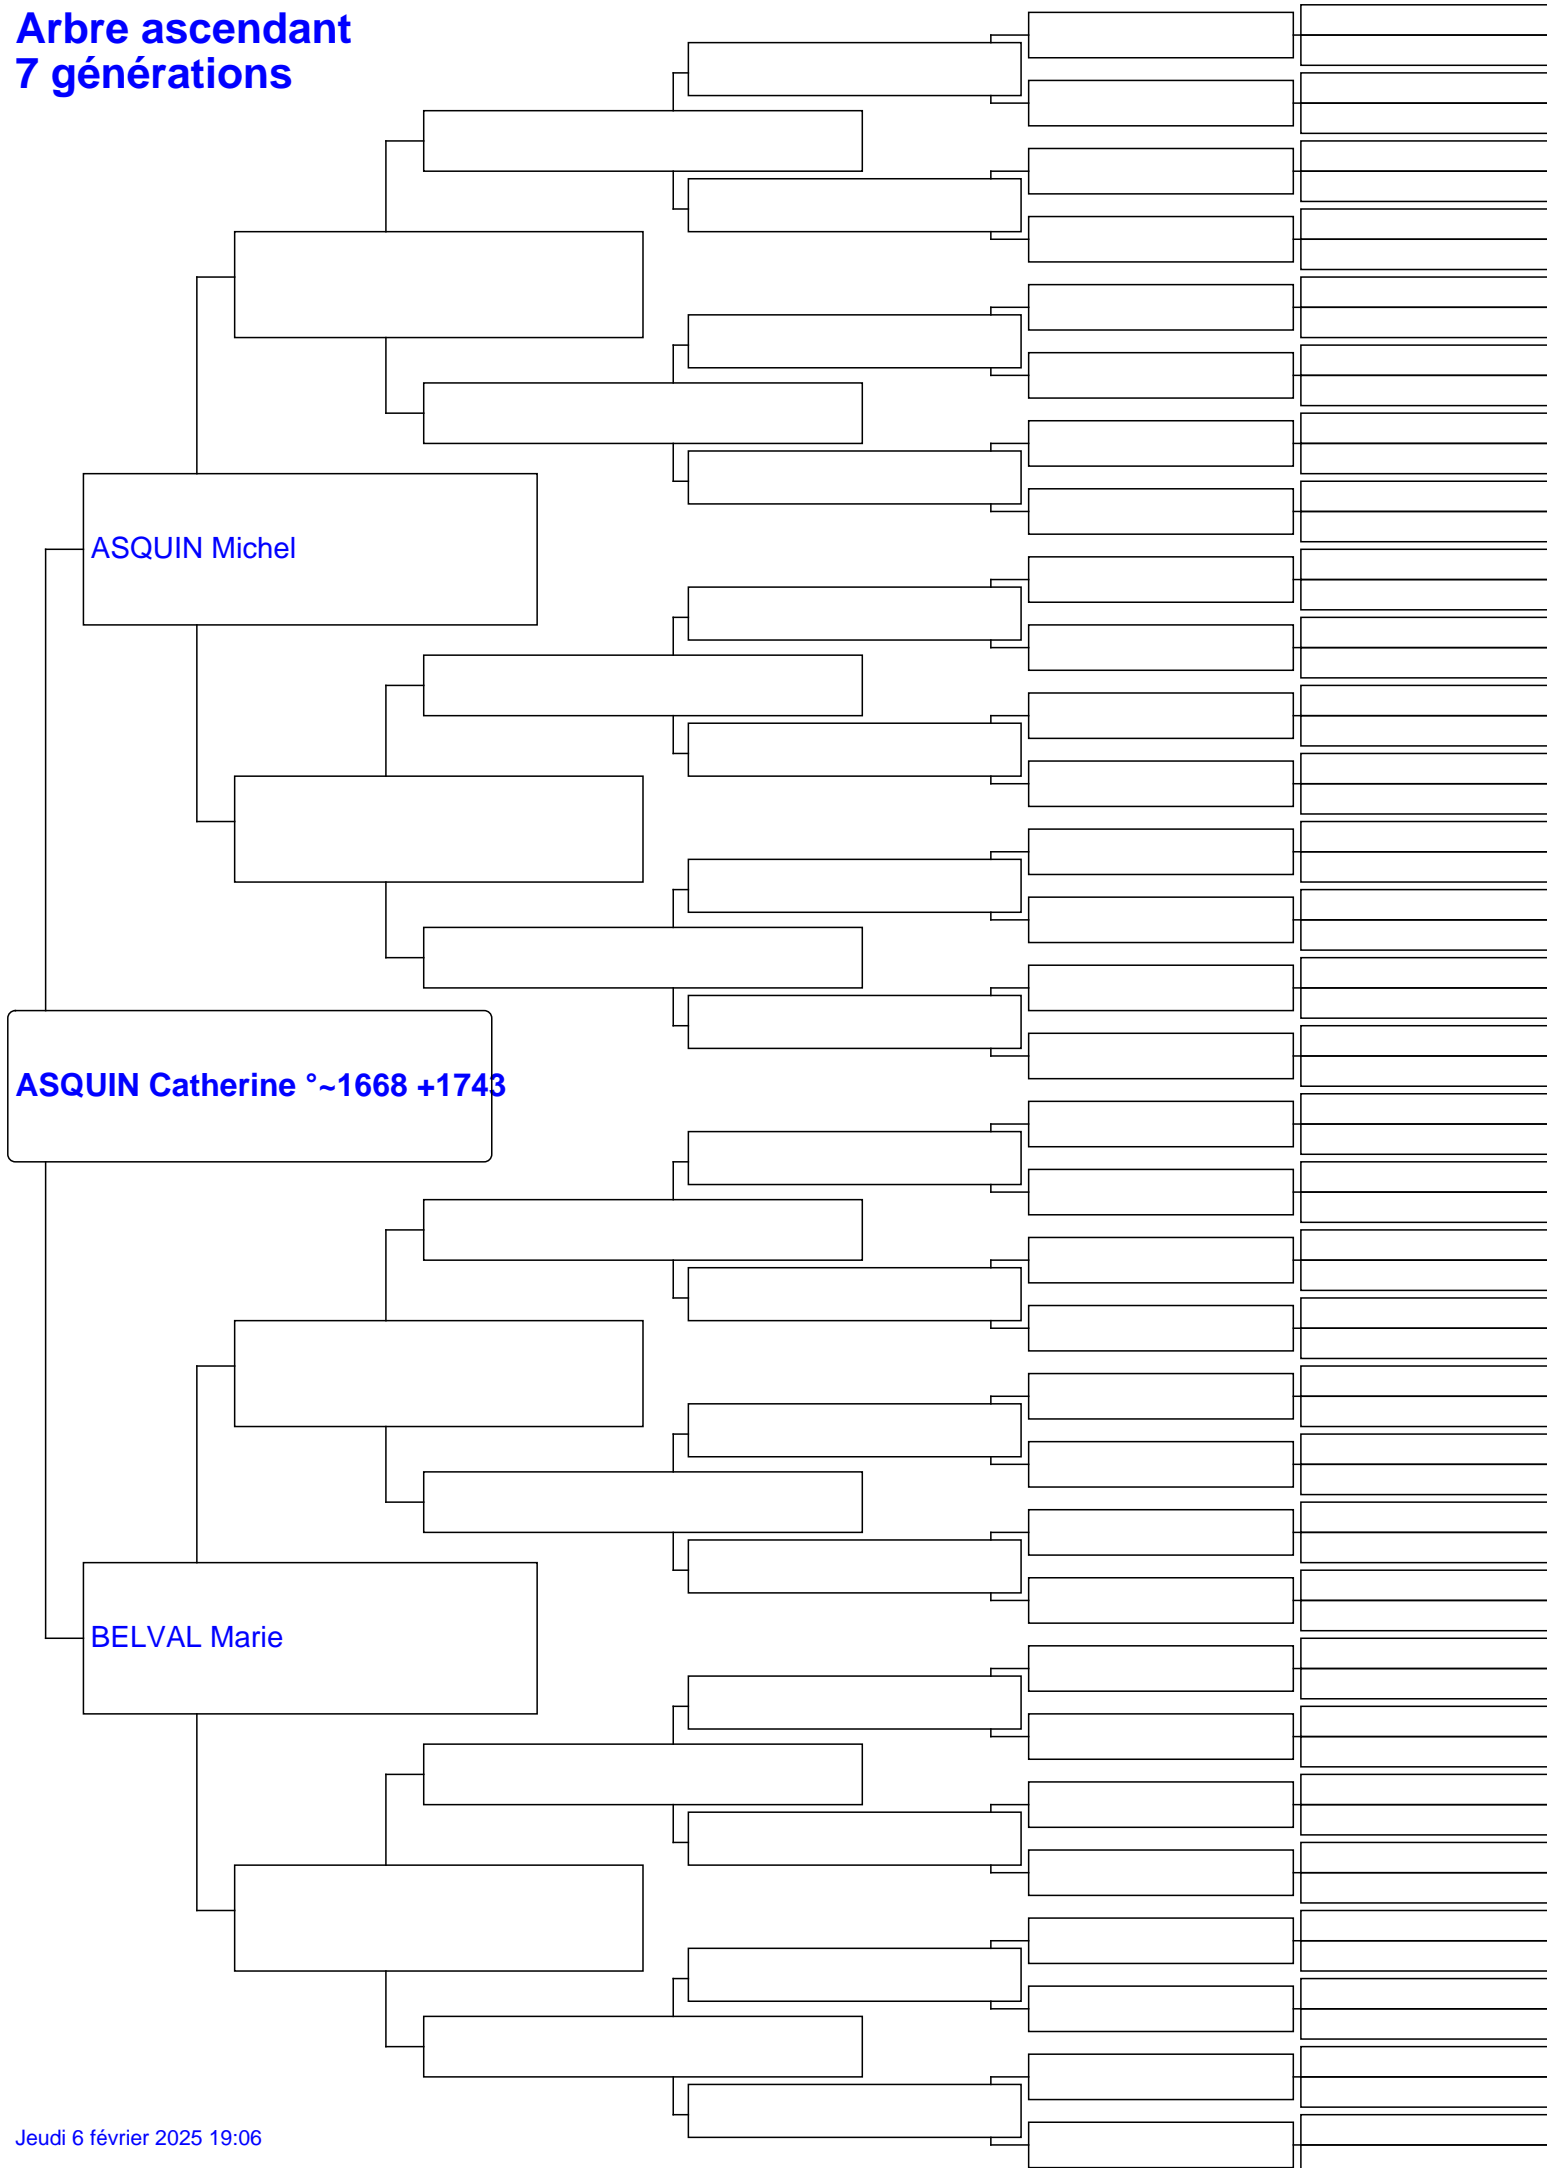 Arbre ascendant
7 générations
ASQUIN Michel
ASQUIN Catherine °~1668 +1743
BELVAL Marie
Jeudi 6 février 2025 19:06